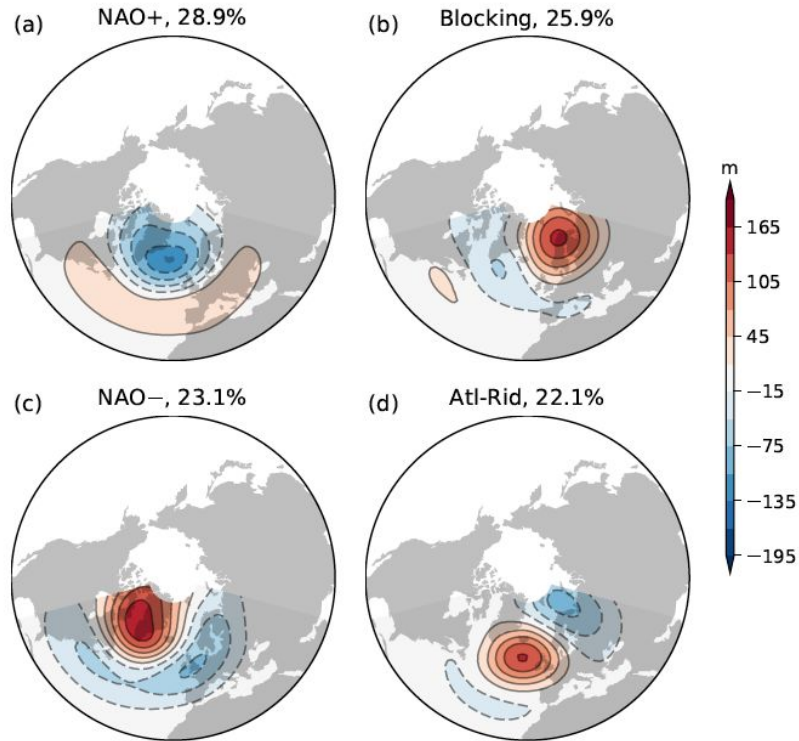 (a) NAO+, 28.9%
(b) Blocking, 25.9%
m
165
105
45
−15
−75
−135
−195
(c) NAO−, 23.1%
(d) Atl-Rid, 22.1%